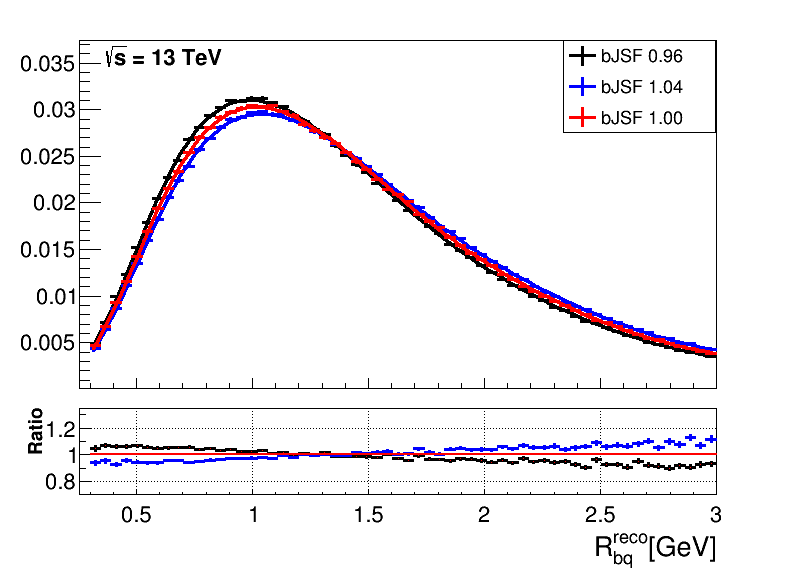 √s = 13 TeV
bJSF 0.96
bJSF 1.04
bJSF 1.00
0.035
0.03
0.025
0.02
0.015
0.01
0.005
Ratio
1.2
1
0.8
0.5 1 1.5 2 2.5 3
R_bq^reco[GeV]